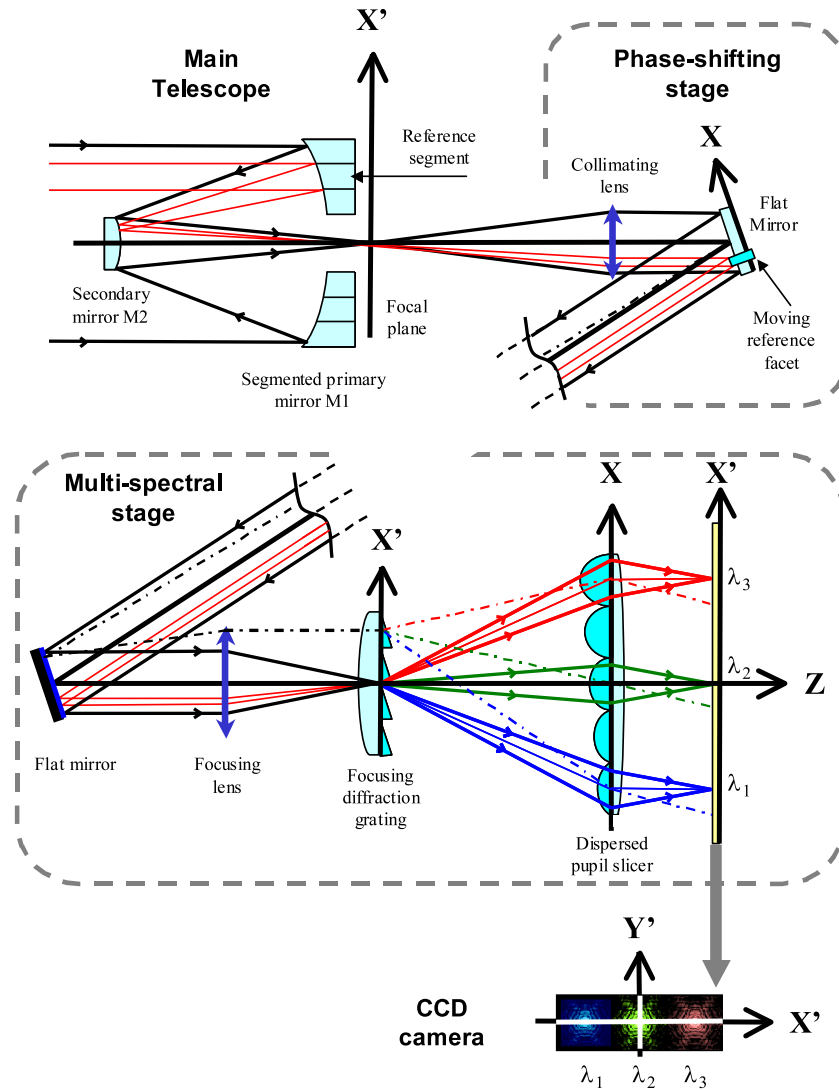 X'
Main
Telescope
Phase-shifting
stage
Reference
segment
X
Collimating
lens
Flat
Mirror
Secondary
mirror M2
Focal
plane
Moving
reference
facet
Segmented primary
mirror M1
Multi-spectral
stage
X
X'
X'
λ3
λ2
Z
λ1
Flat mirror
Focusing
lens
Focusing
diffraction
grating
Dispersed
pupil slicer
Y'
CCD
camera
X'
λ1 λ2 λ3